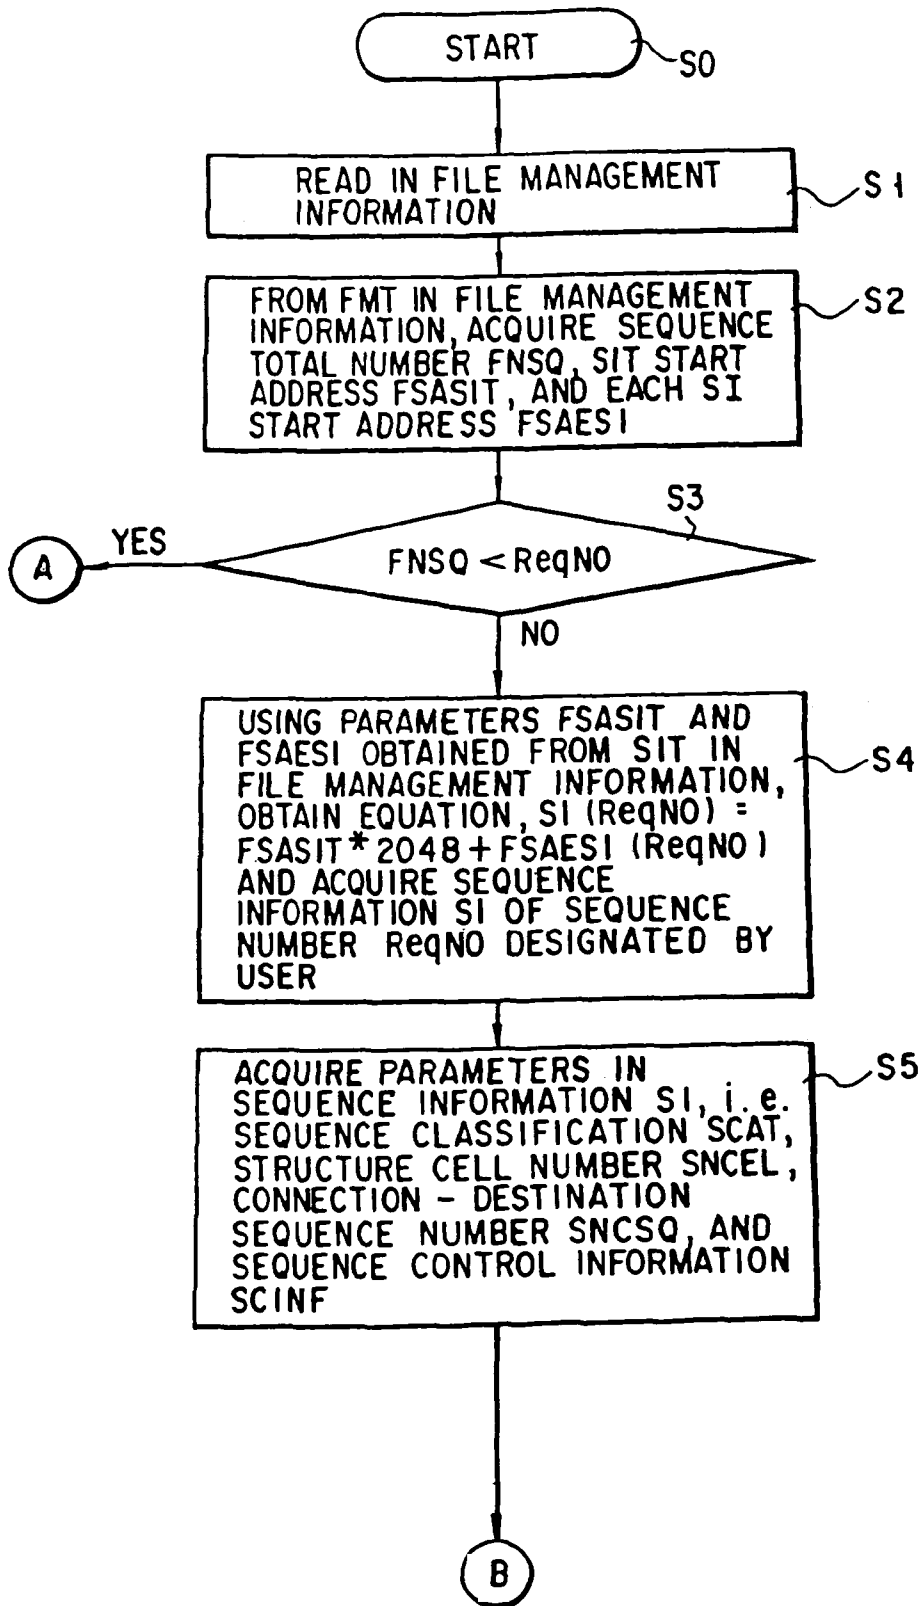 START
S0
READ IN FILE MANAGEMENT
INFORMATION
S1
FROM FMT IN FILE MANAGEMENT
INFORMATION, ACQUIRE SEQUENCE
TOTAL NUMBER FNSQ, SIT START
ADDRESS FSASIT, AND EACH SI
START ADDRESS FSAESI
S2
S3
FNSQ < ReqNO
YES
A
NO
USING PARAMETERS FSASIT AND
FSAESI OBTAINED FROM SIT IN
FILE MANAGEMENT INFORMATION,
OBTAIN EQUATION, SI (ReqNO) =
FSASIT * 2048 + FSAESI (ReqNO)
AND ACQUIRE SEQUENCE
INFORMATION SI OF SEQUENCE
NUMBER ReqNO DESIGNATED BY
USER
S4
ACQUIRE PARAMETERS IN
SEQUENCE INFORMATION SI, i.e.
SEQUENCE CLASSIFICATION SCAT,
STRUCTURE CELL NUMBER SNCEL,
CONNECTION - DESTINATION
SEQUENCE NUMBER SNCSQ, AND
SEQUENCE CONTROL INFORMATION
SCINF
S5
B